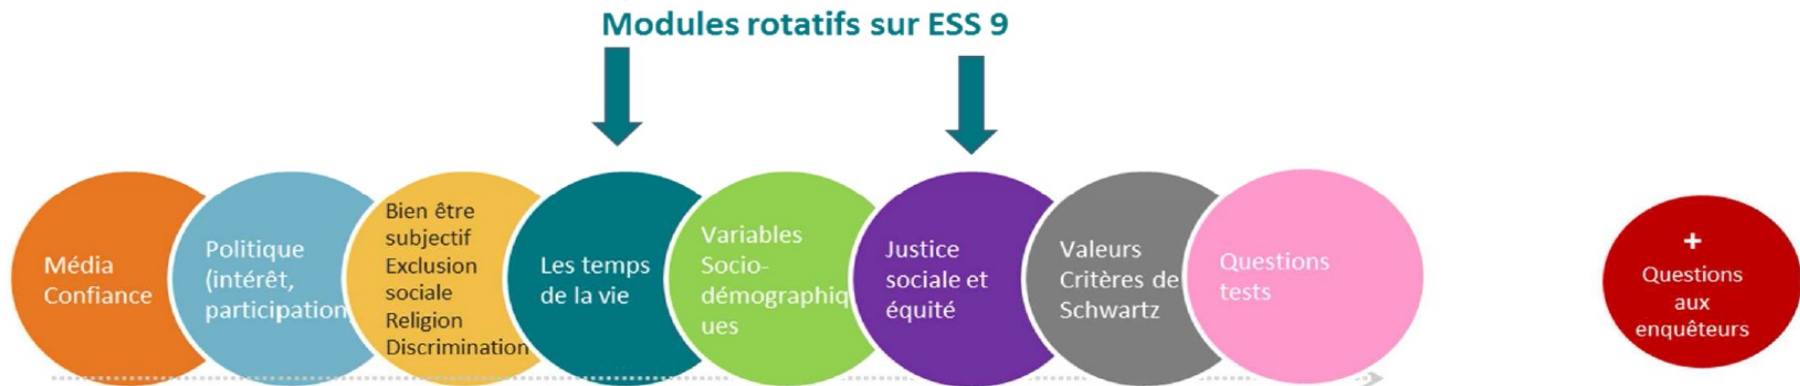 Modules rotatifs sur ESS 9
Média
Confiance
Politique
(intérêt,
participation
Bien être
subjectif
Exclusion
sociale
Religion
Discrimination
Les temps
de la vie
Variables
Socio-
démographiq
ues
Justice
sociale et
équité
Valeurs
Critères de
Schwartz
Questions
tests
+
Questions
aux
enquêteurs